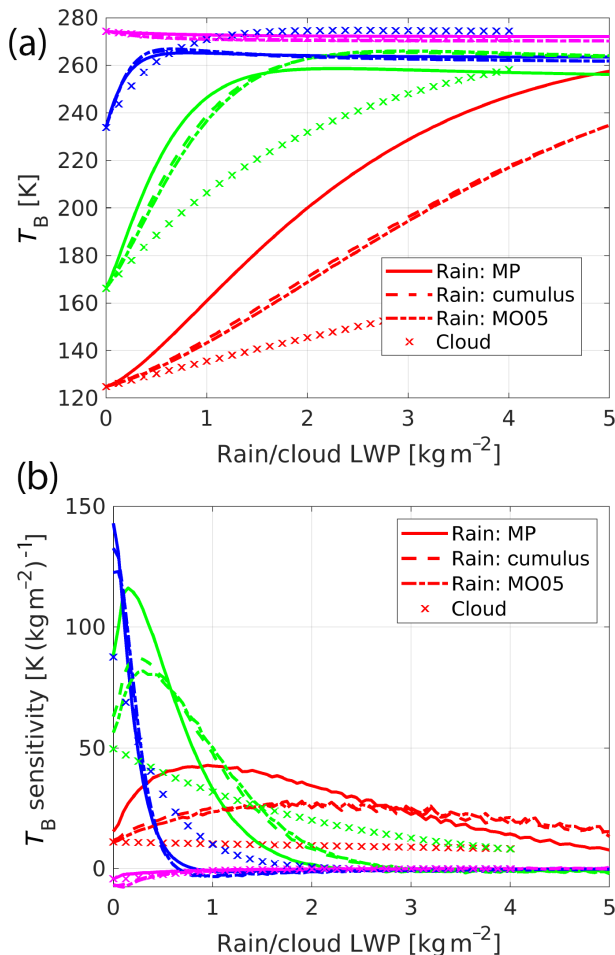 (a)
280
260
240
220
200
180
160
140
120
T_B [K]
Rain: MP
Rain: cumulus
Rain: MO05
Cloud
0 1 2 3 4 5
Rain/cloud LWP [kg m⁻²]
(b)
150
100
50
0
T_B sensitivity [K (kg m⁻²)⁻¹]
Rain: MP
Rain: cumulus
Rain: MO05
Cloud
0 1 2 3 4 5
Rain/cloud LWP [kg m⁻²]